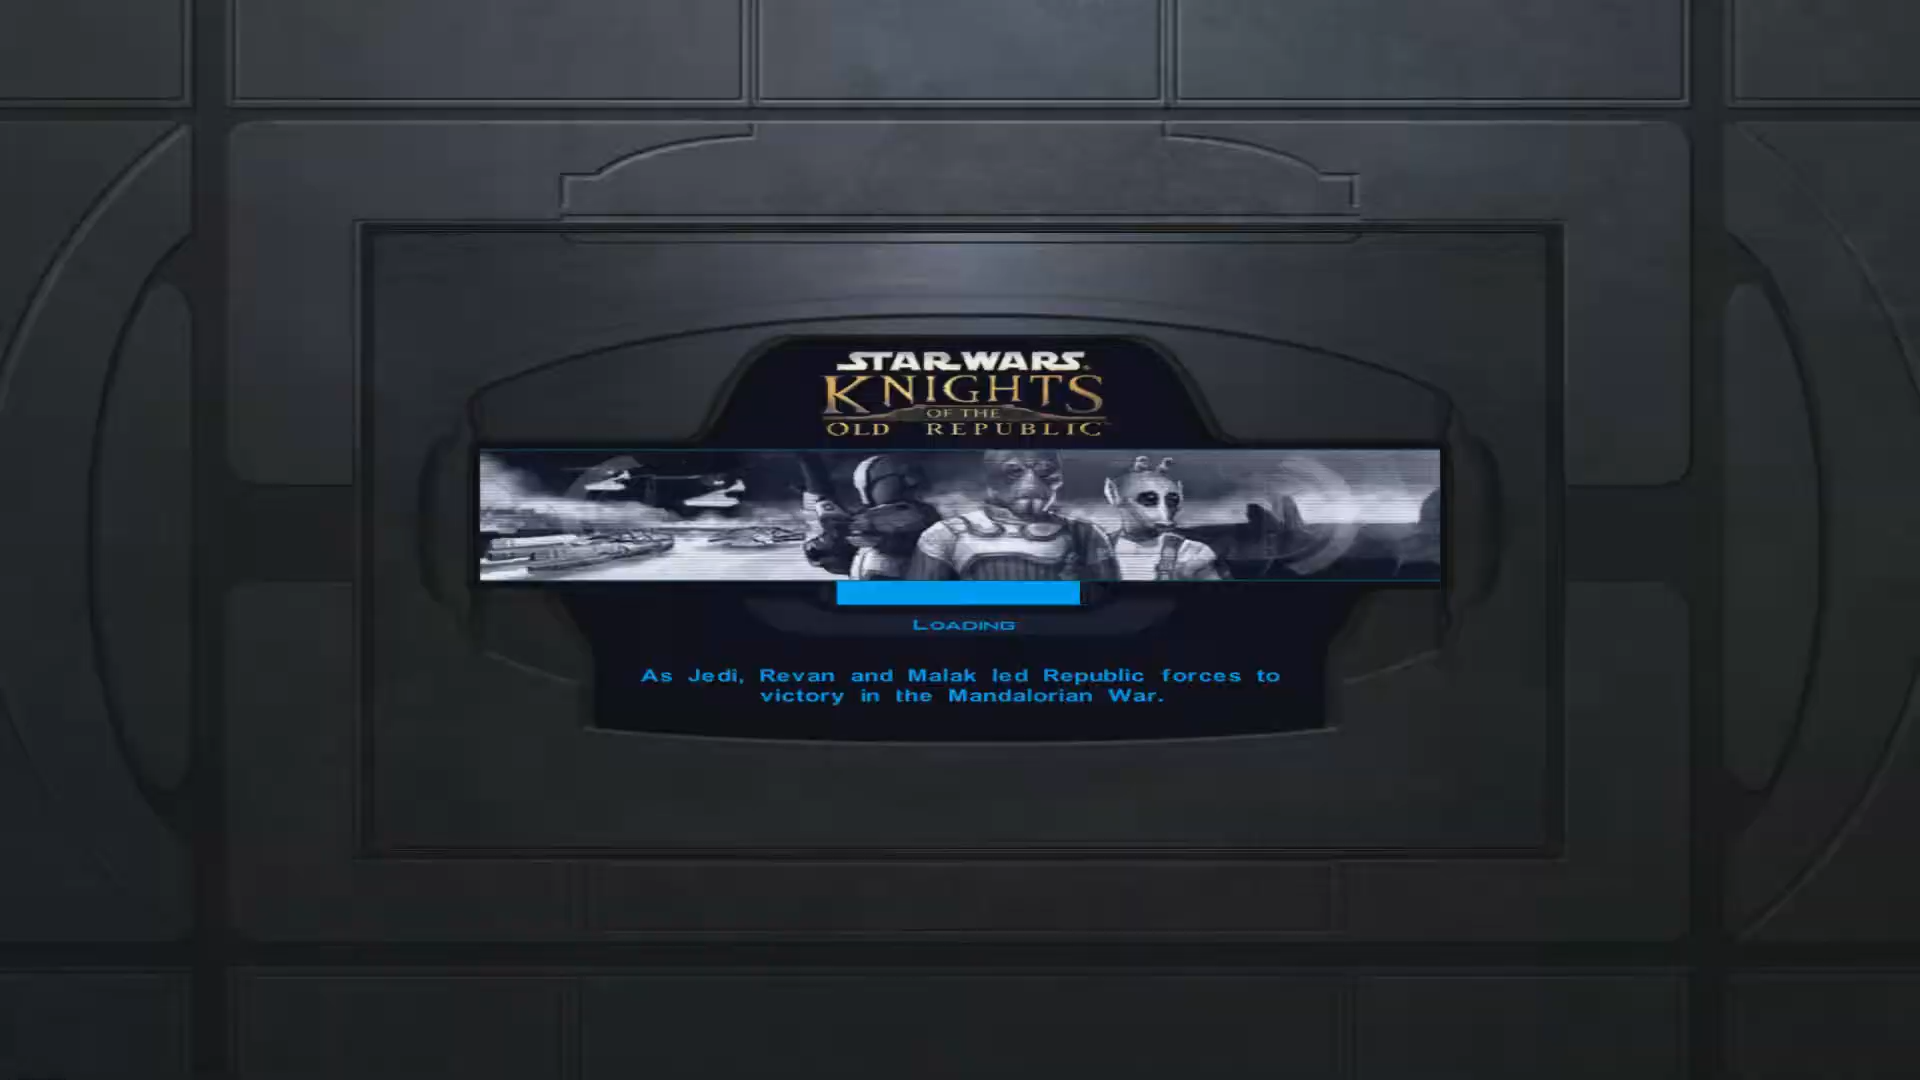 STAR WARS
KNIGHTS
OF THE
OLD REPUBLIC
LOADING
As Jedi, Revan and Malak led Republic forces to
victory in the Mandalorian War.